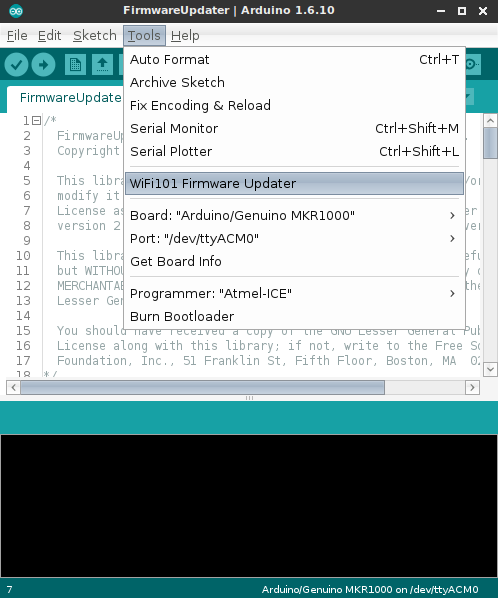 FirmwareUpdater | Arduino 1.6.10
File Edit Sketch Tools Help
FirmwareUpdate
Auto Format Ctrl+T
Archive Sketch
Fix Encoding & Reload
Serial Monitor Ctrl+Shift+M
Serial Plotter Ctrl+Shift+L
WiFi101 Firmware Updater
Board: "Arduino/Genuino MKR1000"
Port: "/dev/ttyACM0"
Get Board Info
Programmer: "Atmel-ICE"
Burn Bootloader
1 /*
2 FirmwareUp
3 Copyright
4
5 This libra /or
6 modify it
7 License as
8 version 2 ver
9
10 This libra efu
11 but WITHOU
12 MERCHANTAB the
13 Lesser Gen
14
15 You should have received a copy of the GNU Lesser General Pub
16 License along with this library; if not, write to the Free So
17 Foundation, Inc., 51 Franklin St, Fifth Floor, Boston, MA 02
18 */
7 Arduino/Genuino MKR1000 on /dev/ttyACM0